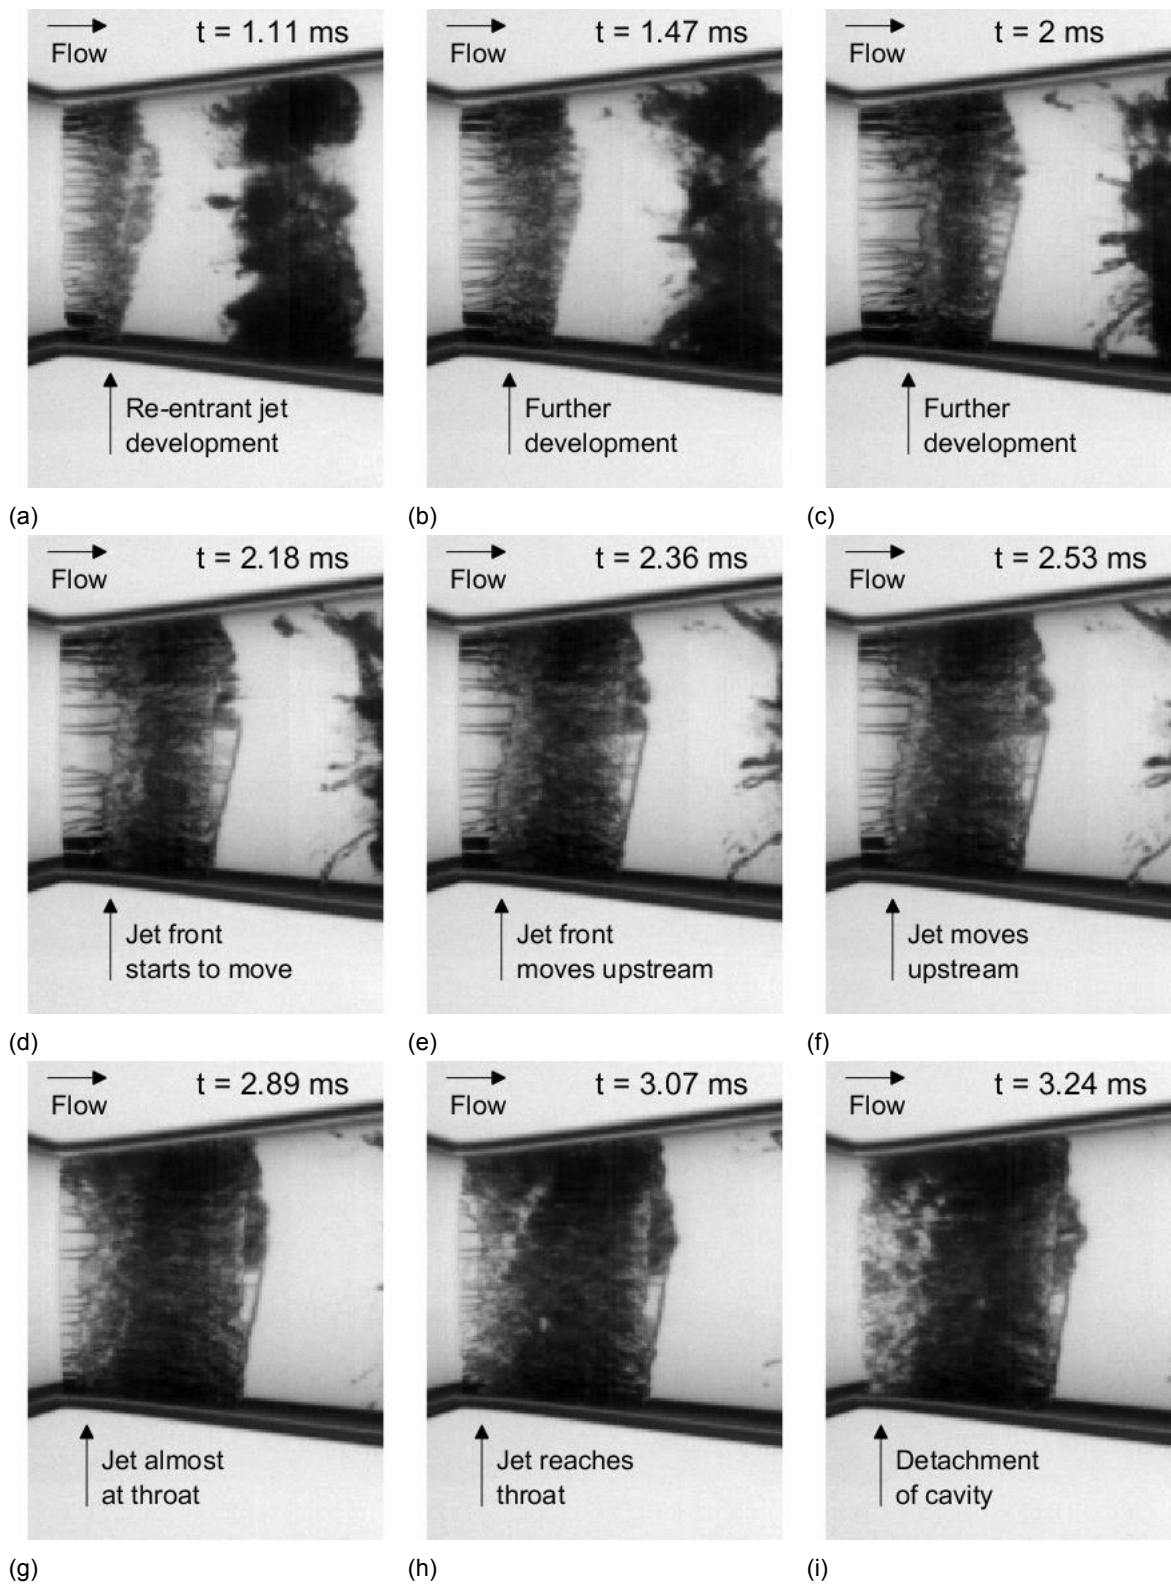 t = 1.11 ms
Flow
Re-entrant jet
development
(a)
t = 1.47 ms
Flow
Further
development
(b)
t = 2 ms
Flow
Further
development
(c)
t = 2.18 ms
Flow
Jet front
starts to move
(d)
t = 2.36 ms
Flow
Jet front
moves upstream
(e)
t = 2.53 ms
Flow
Jet moves
upstream
(f)
t = 2.89 ms
Flow
Jet almost
at throat
(g)
t = 3.07 ms
Flow
Jet reaches
throat
(h)
t = 3.24 ms
Flow
Detachment
of cavity
(i)